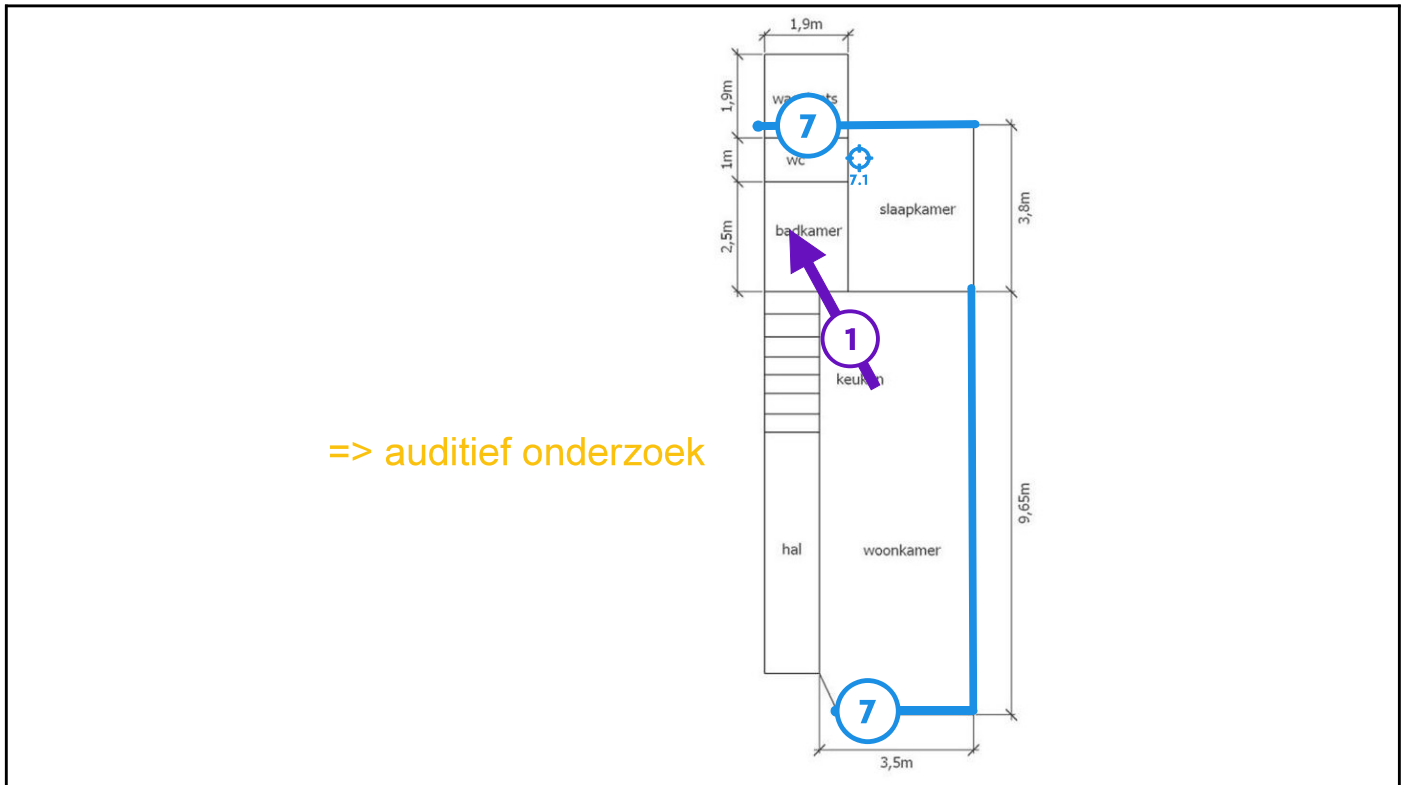 1,9m
1,9m
7
1m
wc
7.1
slaapkamer
3,8m
2,5m
badkamer
1
=> auditief onderzoek
9,65m
hal
woonkamer
7
3,5m